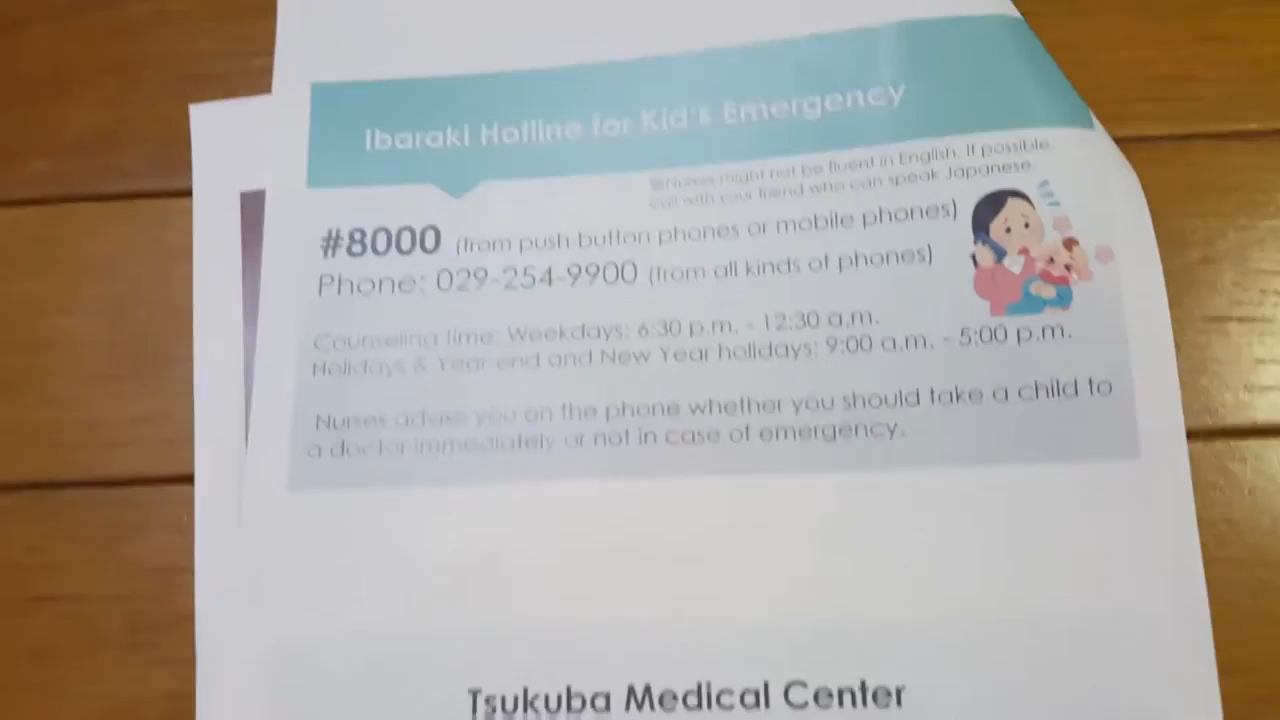 Ibaraki Hotline for Kid's Emergency
※Nurses might not be fluent in English. If possible,
call with your friend who can speak Japanese
#8000 (from push-button phones or mobile phones)
Phone: 029-254-9900 (from all kinds of phones)
Counseling time: Weekdays: 6:30 p.m. - 12:30 a.m.
Holidays & Year-end and New Year holidays: 9:00 a.m. - 5:00 p.m.
Nurses advise you on the phone whether you should take a child to
a doctor immediately or not in case of emergency.
Tsukuba Medical Center